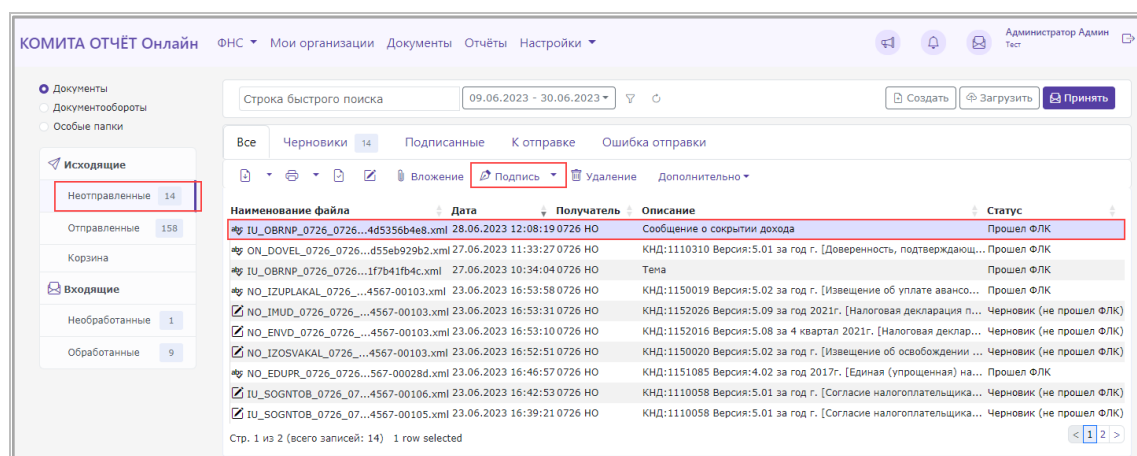 КОМИТА ОТЧЁТ Онлайн ФНС Мои организации Документы Отчёты Настройки Администратор Админ
Тест
Документы
Документообороты
Особые папки
Строка быстрого поиска 09.06.2023 - 30.06.2023 Создать Загрузить Принять
Все Черновики 14 Подписанные К отправке Ошибка отправки
Исходящие
Неотправленные 14
Отправленные 158
Корзина
Входящие
Необработанные 1
Обработанные 9
Вложение Подпись Удаление Дополнительно
Наименование файла Дата Получатель Описание Статус
IU_OBRNP_0726_0726...4d5356b4e8.xml 28.06.2023 12:08:19 0726 НО Сообщение о сокрытии дохода Прошел ФЛК
ON_DOVEL_0726_0726...d55eb929b2.xml 27.06.2023 11:33:27 0726 НО КНД:1110310 Версия:5.01 за год г. [Доверенность, подтверждающ... Прошел ФЛК
IU_OBRNP_0726_0726...1f7b41fb4c.xml 27.06.2023 10:34:04 0726 НО Тема Прошел ФЛК
NO_IZUPLAKAL_0726_...4567-00103.xml 23.06.2023 16:53:58 0726 НО КНД:1150019 Версия:5.02 за год г. [Извещение об уплате авансо... Прошел ФЛК
NO_IMUD_0726_0726_...4567-00103.xml 23.06.2023 16:53:31 0726 НО КНД:1152026 Версия:5.09 за год 2021г. [Налоговая декларация п... Черновик (не прошел ФЛК)
NO_ENVD_0726_0726_...4567-00103.xml 23.06.2023 16:53:10 0726 НО КНД:1152016 Версия:5.08 за 4 квартал 2021г. [Налоговая деклар... Черновик (не прошел ФЛК)
NO_IZOSVAKAL_0726_...4567-00103.xml 23.06.2023 16:52:51 0726 НО КНД:1150020 Версия:5.02 за год г. [Извещение об освобождении ... Черновик (не прошел ФЛК)
NO_EDUPR_0726_0726...567-00028d.xml 23.06.2023 16:46:57 0726 НО КНД:1151085 Версия:4.02 за год 2017г. [Единая (упрощенная) на... Прошел ФЛК
IU_SOGNTOB_0726_07...4567-00106.xml 23.06.2023 16:42:53 0726 НО КНД:1110058 Версия:5.01 за год г. [Согласие налогоплательщика... Черновик (не прошел ФЛК)
IU_SOGNTOB_0726_07...4567-00105.xml 23.06.2023 16:39:21 0726 НО КНД:1110058 Версия:5.01 за год г. [Согласие налогоплательщика... Черновик (не прошел ФЛК)
Стр. 1 из 2 (всего записей: 14) 1 row selected < 1 2 >